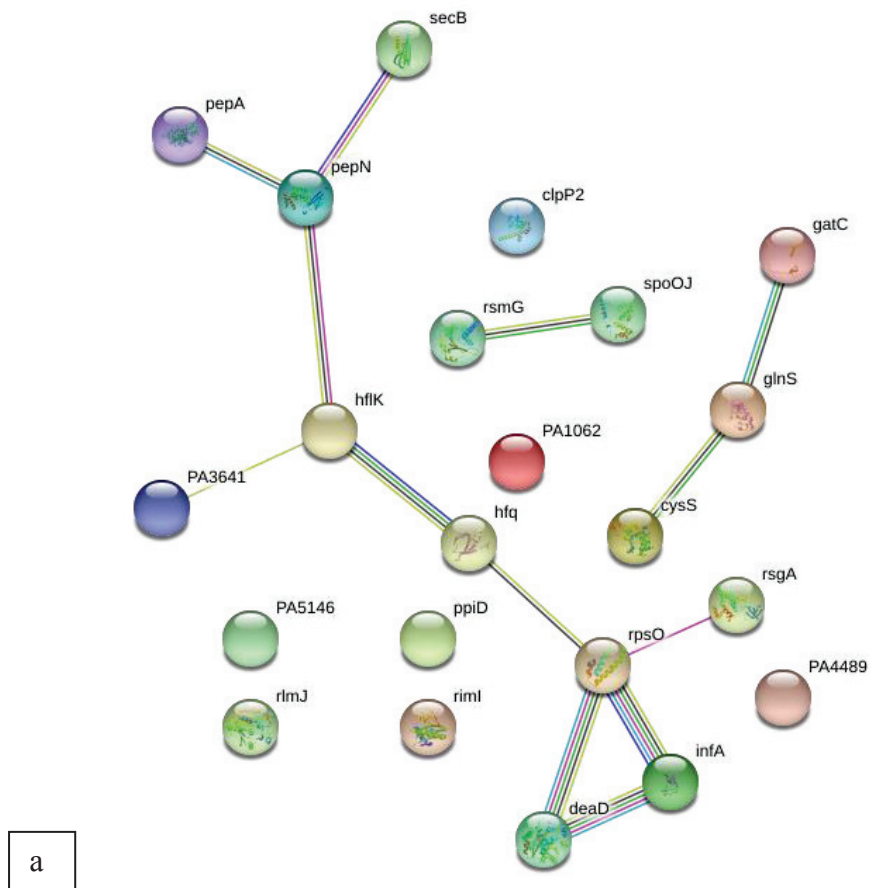 secB
pepA
pepN
clpP2
gatC
spoOJ
rsmG
glnS
hflK
PA1062
PA3641
hfq
cysS
rsgA
PA5146
ppiD
rpsO
PA4489
rlmJ
rimI
infA
deaD
a